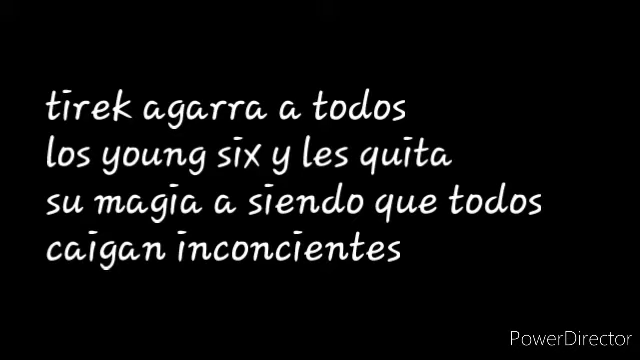 tirek agarra a todos
los young six y les quita
su magia a siendo que todos
caigan inconcientes
PowerDirector